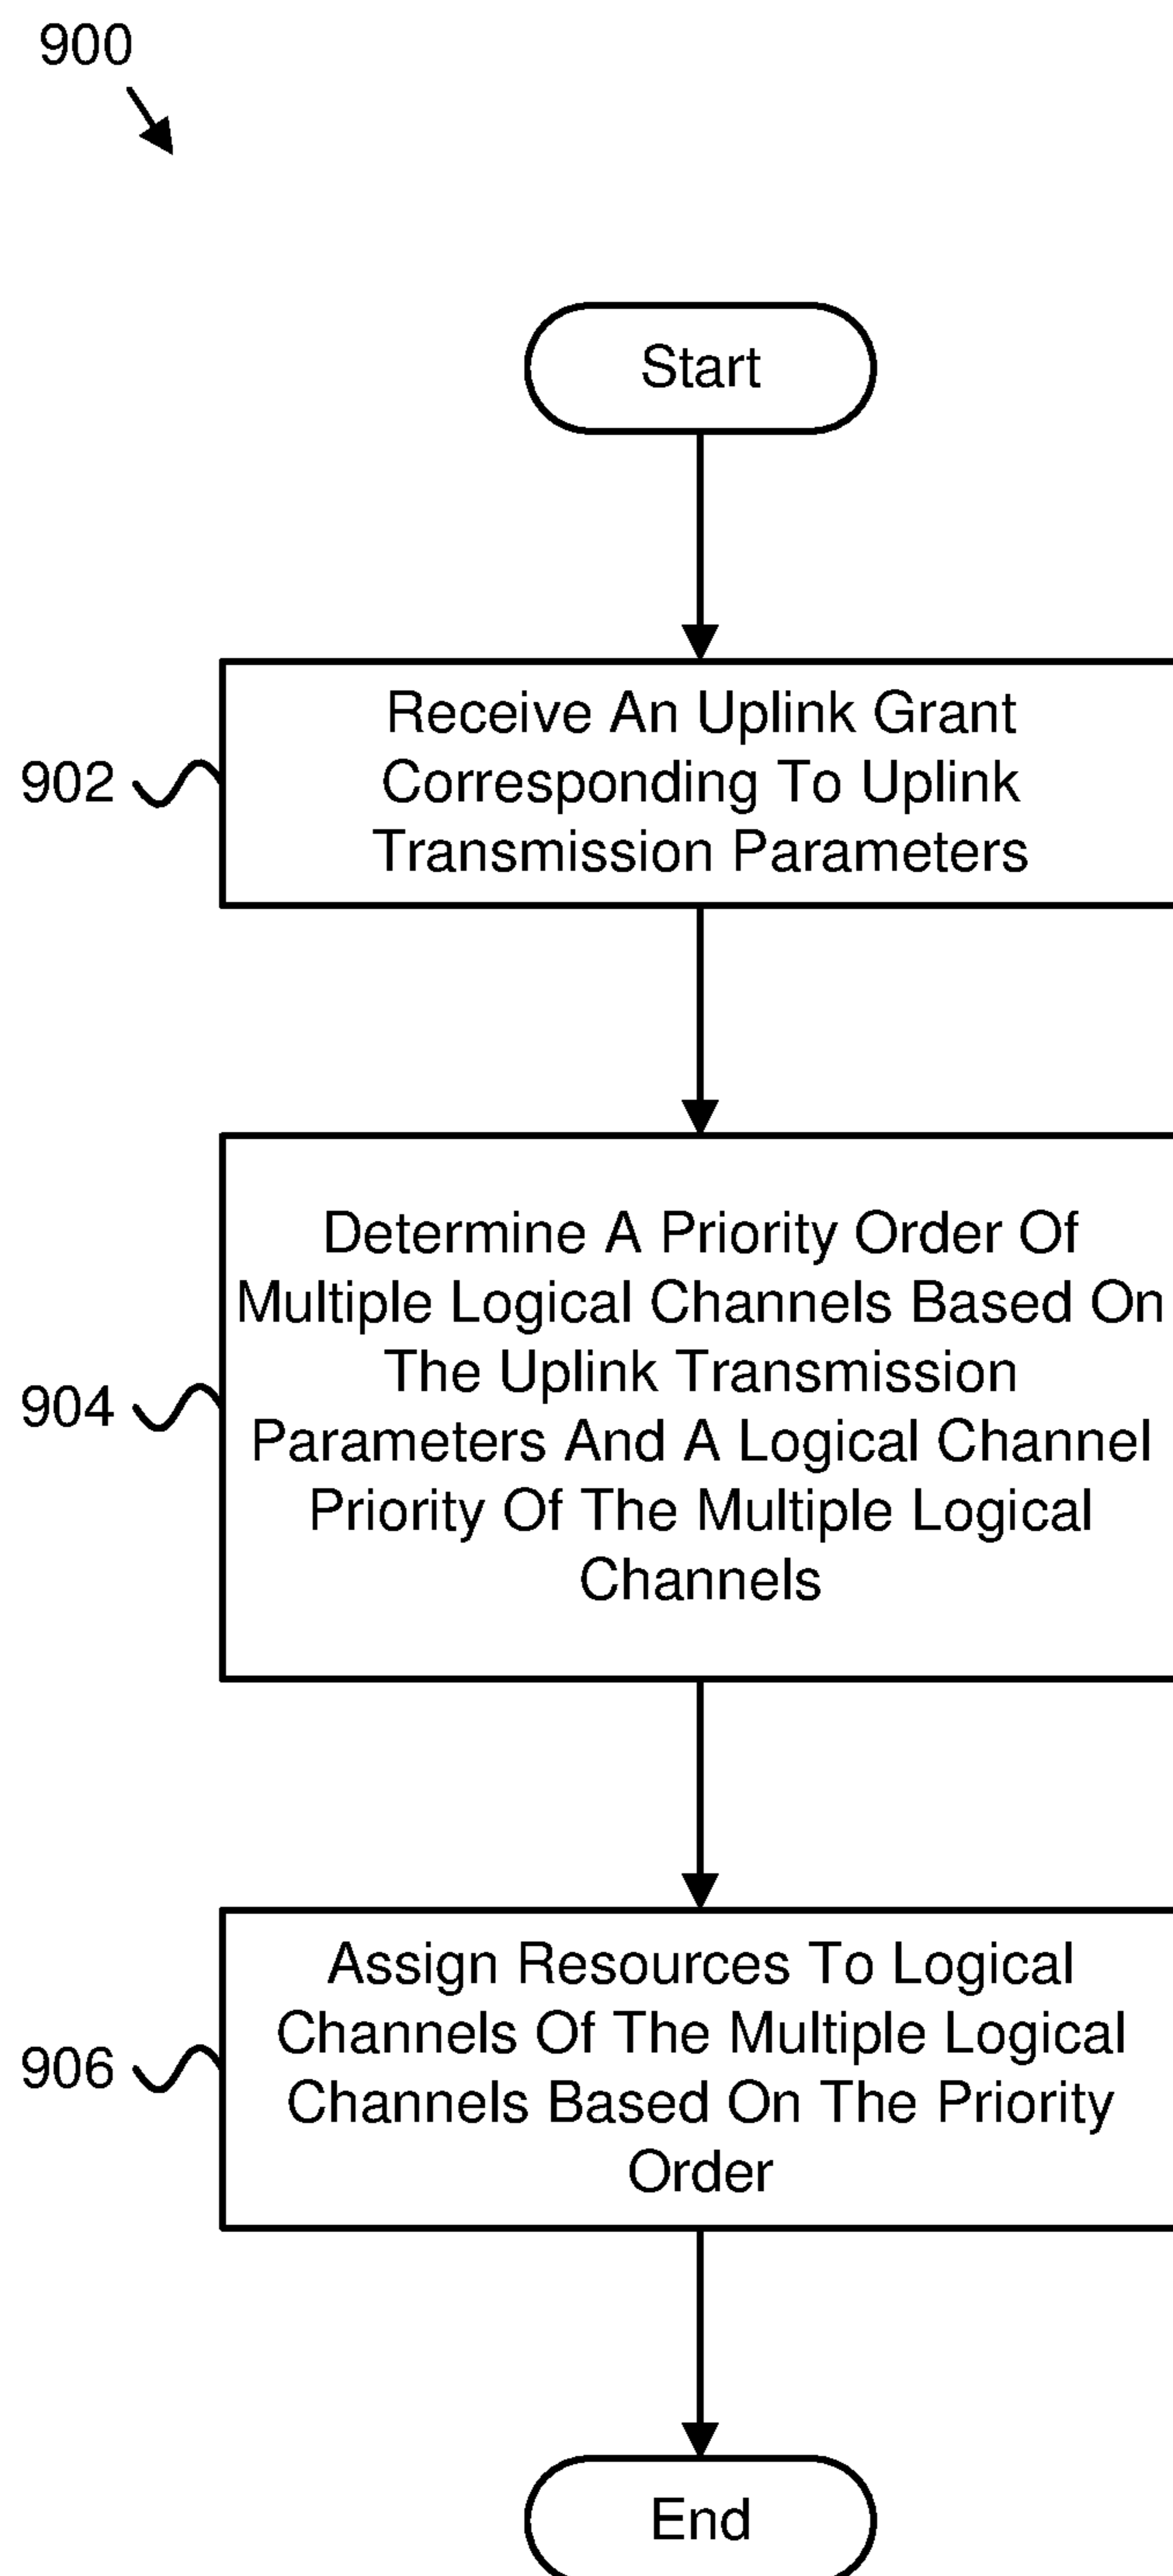 900
Start
902
Receive An Uplink Grant
Corresponding To Uplink
Transmission Parameters
904
Determine A Priority Order Of
Multiple Logical Channels Based On
The Uplink Transmission
Parameters And A Logical Channel
Priority Of The Multiple Logical
Channels
906
Assign Resources To Logical
Channels Of The Multiple Logical
Channels Based On The Priority
Order
End